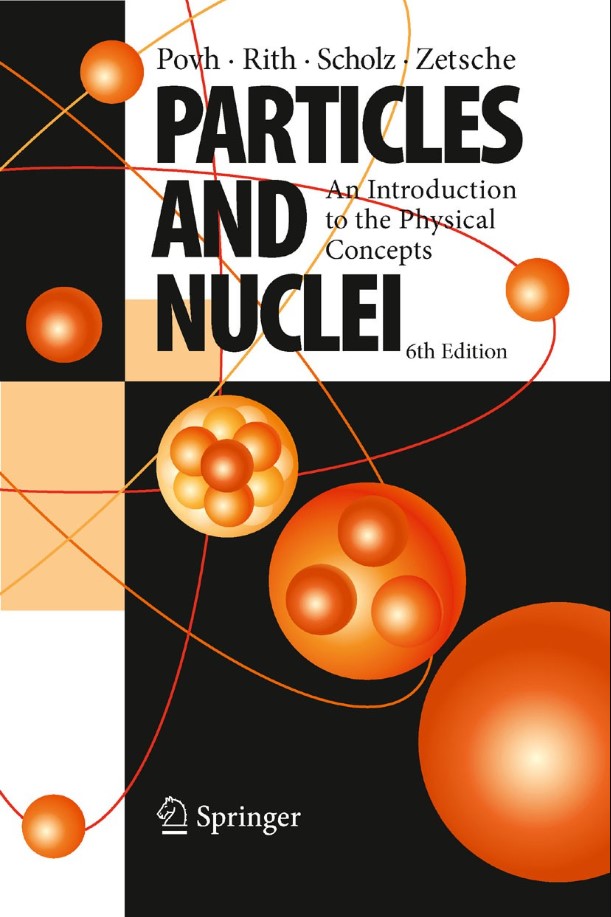 Povh · Rith · Scholz · Zetsche
PARTICLES
AND
An Introduction
to the Physical
Concepts
NUCLEI
6th Edition
Springer